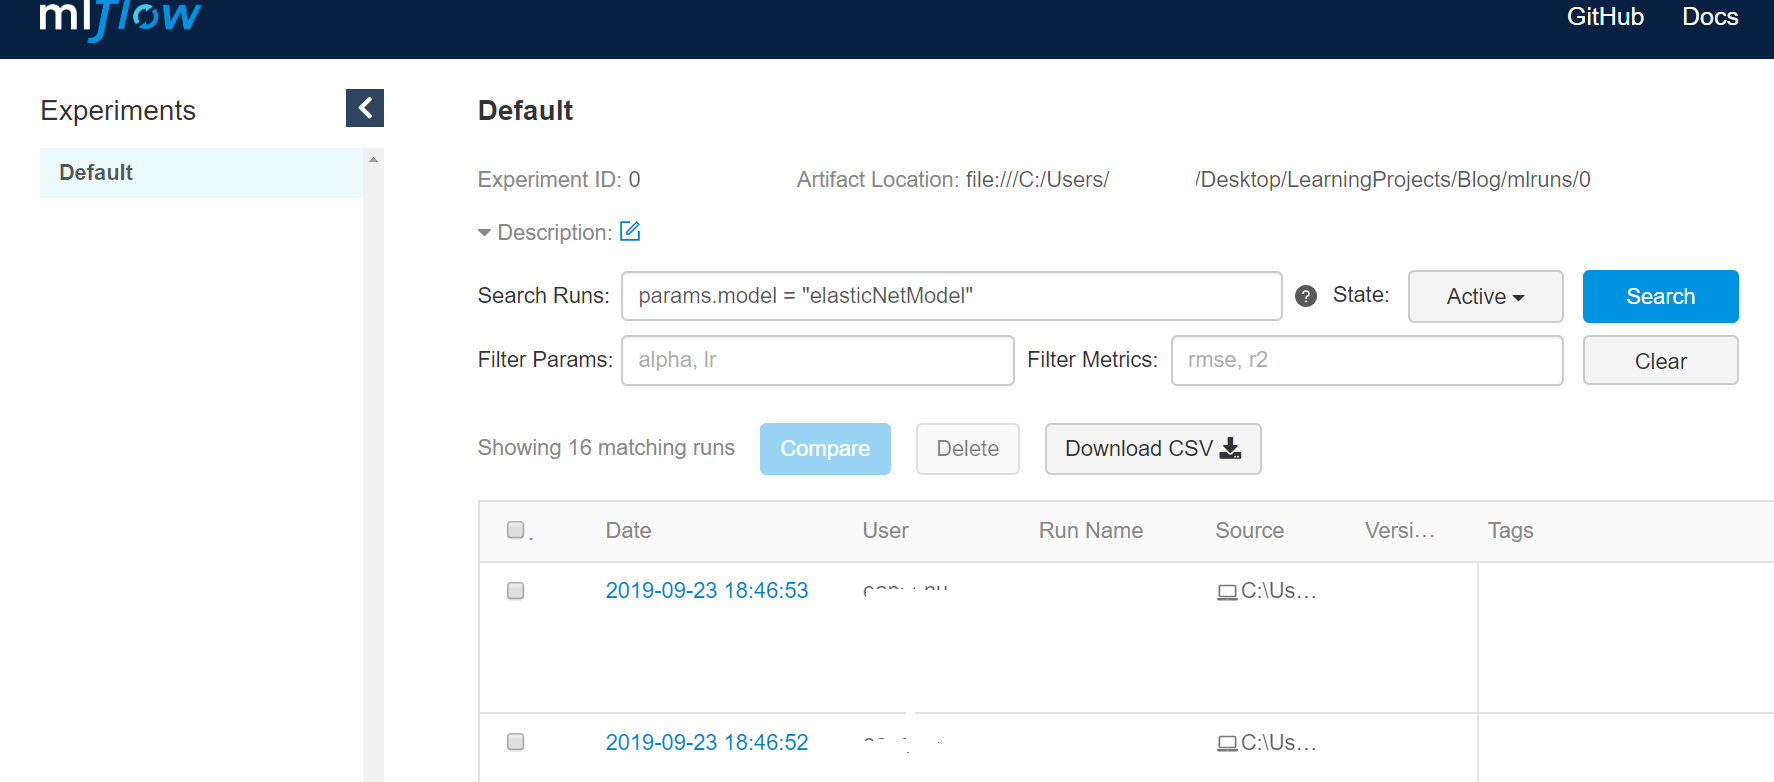 mlflow GitHub Docs
Experiments
Default
Default
Experiment ID: 0 Artifact Location: file:///C:/Users/ /Desktop/LearningProjects/Blog/mlruns/0
Description:
Search Runs: params.model = "elasticNetModel" ? State: Active Search
Filter Params: alpha, lr Filter Metrics: rmse, r2 Clear
Showing 16 matching runs Compare Delete Download CSV
Date User Run Name Source Versi... Tags
2019-09-23 18:46:53 C:\Us...
2019-09-23 18:46:52 C:\Us...